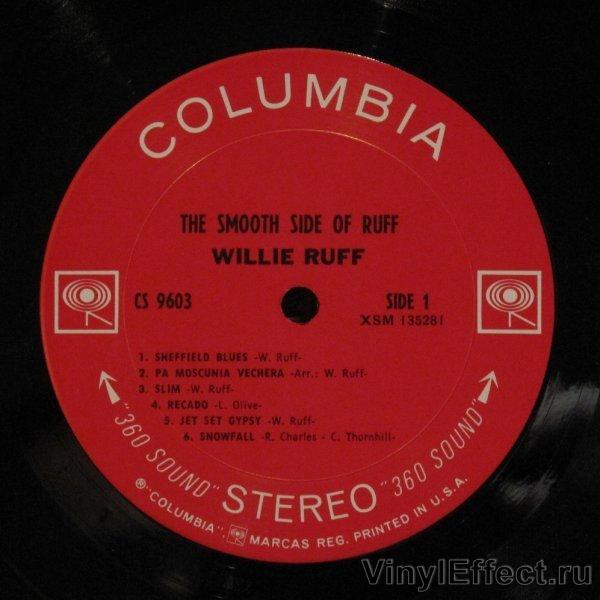 COLUMBIA
THE SMOOTH SIDE OF RUFF
WILLIE RUFF
CS 9603
SIDE 1
XSM 135281
1. SHEFFIELD BLUES -W. Ruff-
2. PA MOSCUNIA VECHERA -Arr.: W. Ruff-
3. SLIM -W. Ruff-
4. RECADO -L. Olive-
5. JET SET GYPSY -W. Ruff-
6. SNOWFALL -R. Charles - C. Thornhill-
"360 SOUND" STEREO "360 SOUND"
℗"COLUMBIA", MARCAS REG. PRINTED IN U.S.A.
VinylEffect.ru